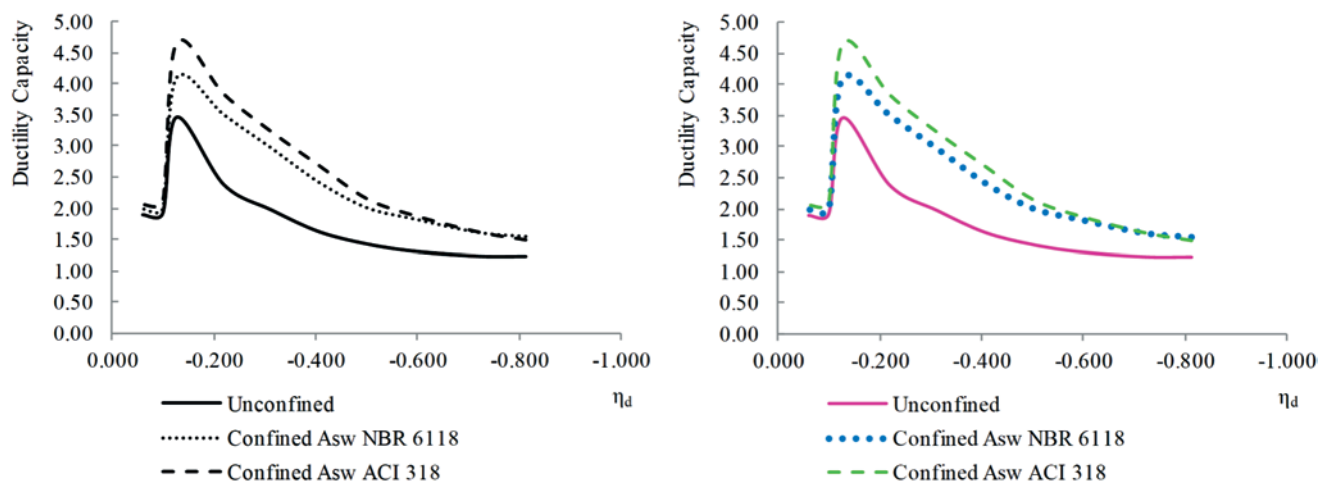 Ductility Capacity
5.00
4.50
4.00
3.50
3.00
2.50
2.00
1.50
1.00
0.50
0.00
0.000 -0.200 -0.400 -0.600 -0.800 -1.000
ηd
Unconfined
Confined Asw NBR 6118
Confined Asw ACI 318
Ductility Capacity
5.00
4.50
4.00
3.50
3.00
2.50
2.00
1.50
1.00
0.50
0.00
0.000 -0.200 -0.400 -0.600 -0.800 -1.000
ηd
Unconfined
Confined Asw NBR 6118
Confined Asw ACI 318